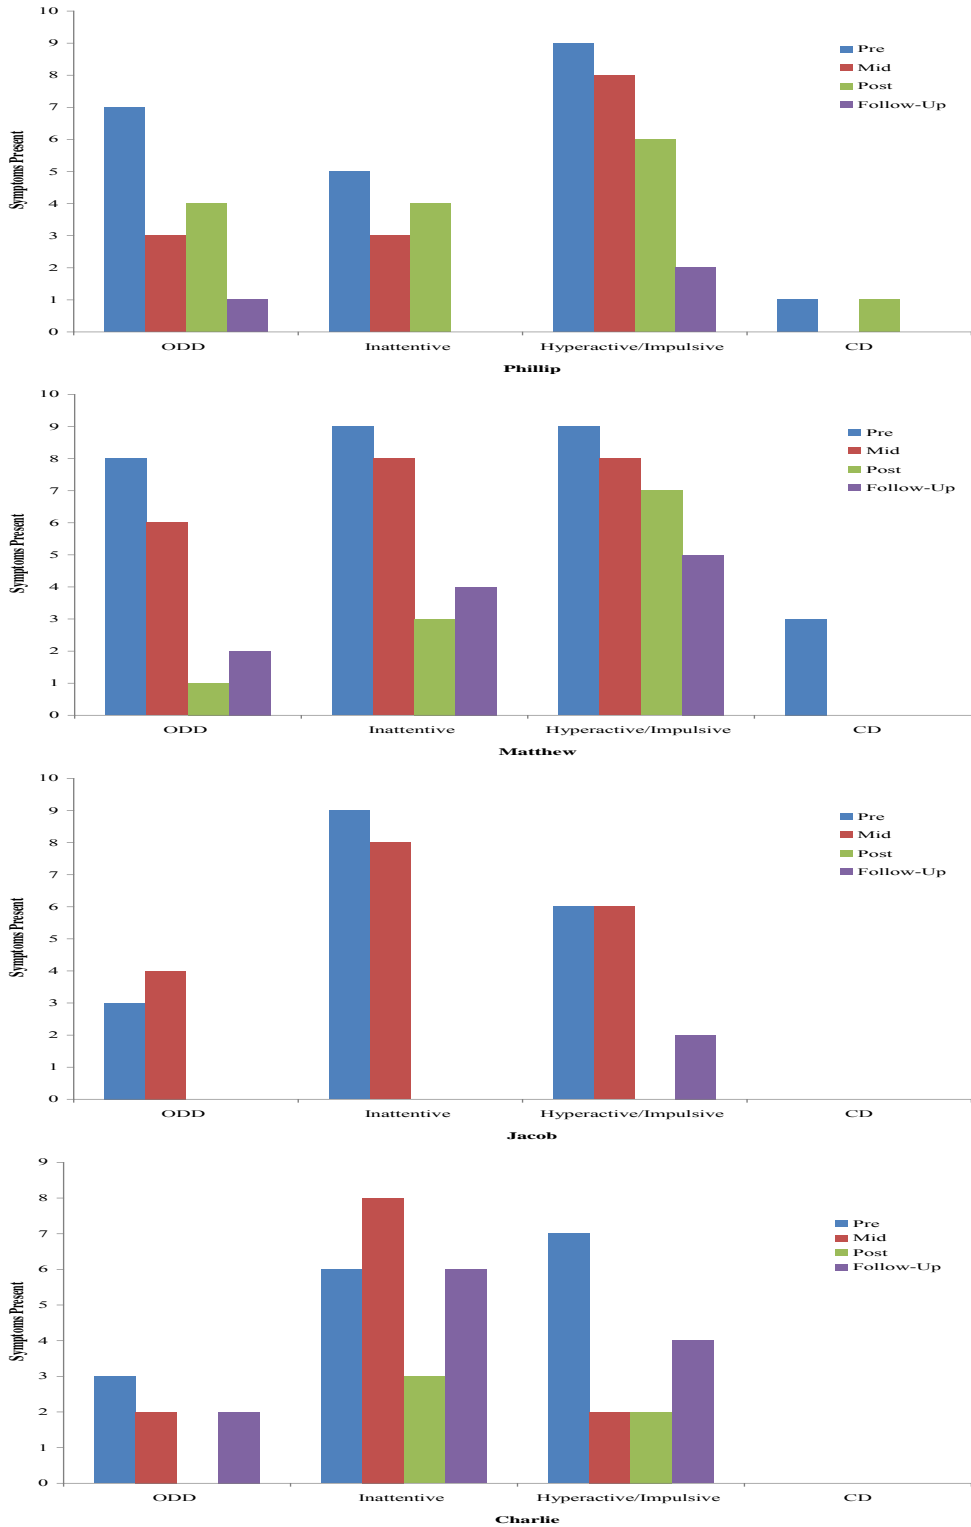 10
9
8
7
6
5
4
3
2
1
0
Symptoms Present
Pre
Mid
Post
Follow-Up
ODD Inattentive Hyperactive/Impulsive CD
Phillip
10
9
8
7
6
5
4
3
2
1
0
Symptoms Present
Pre
Mid
Post
Follow-Up
ODD Inattentive Hyperactive/Impulsive CD
Matthew
10
9
8
7
6
5
4
3
2
1
0
Symptoms Present
Pre
Mid
Post
Follow-Up
ODD Inattentive Hyperactive/Impulsive CD
Jacob
9
8
7
6
5
4
3
2
1
0
Symptoms Present
Pre
Mid
Post
Follow-Up
ODD Inattentive Hyperactive/Impulsive CD
Charlie